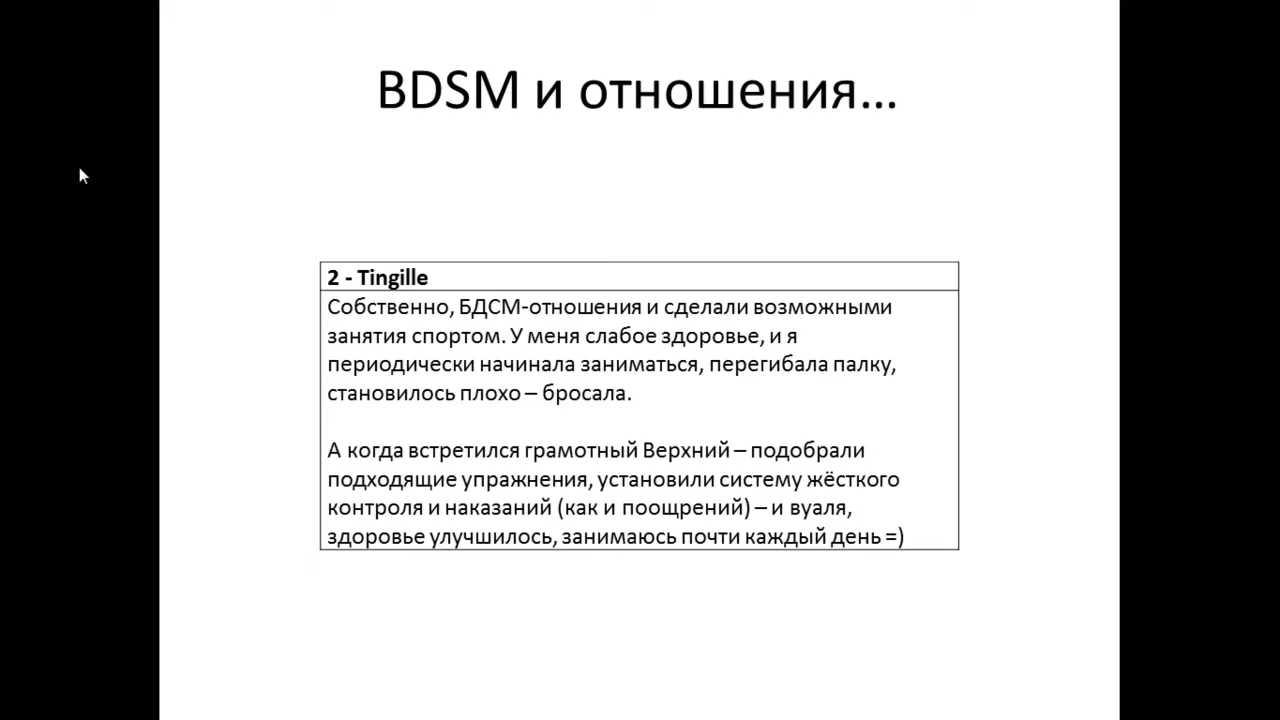 BDSM и отношения...
2 - Tingille
Собственно, БДСМ-отношения и сделали возможными
занятия спортом. У меня слабое здоровье, и я
периодически начинала заниматься, перегибала палку,
становилось плохо – бросала.
А когда встретился грамотный Верхний – подобрали
подходящие упражнения, установили систему жёсткого
контроля и наказаний (как и поощрений) – и вуаля,
здоровье улучшилось, занимаюсь почти каждый день =)